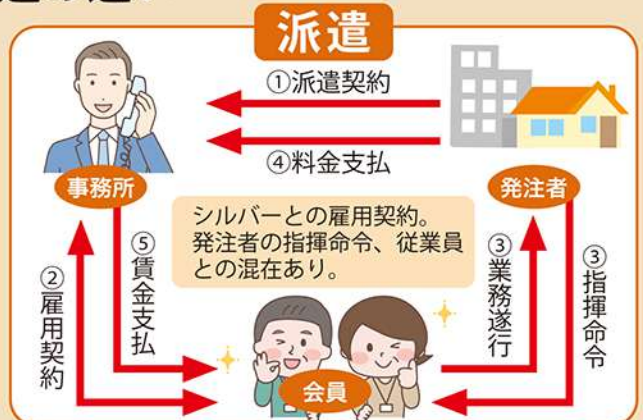 派遣
①派遣契約
④料金支払
事務所
発注者
シルバーとの雇用契約。
発注者の指揮命令、従業員
との混在あり。
②雇用契約
⑤賃金支払
③業務遂行
③指揮命令
会員